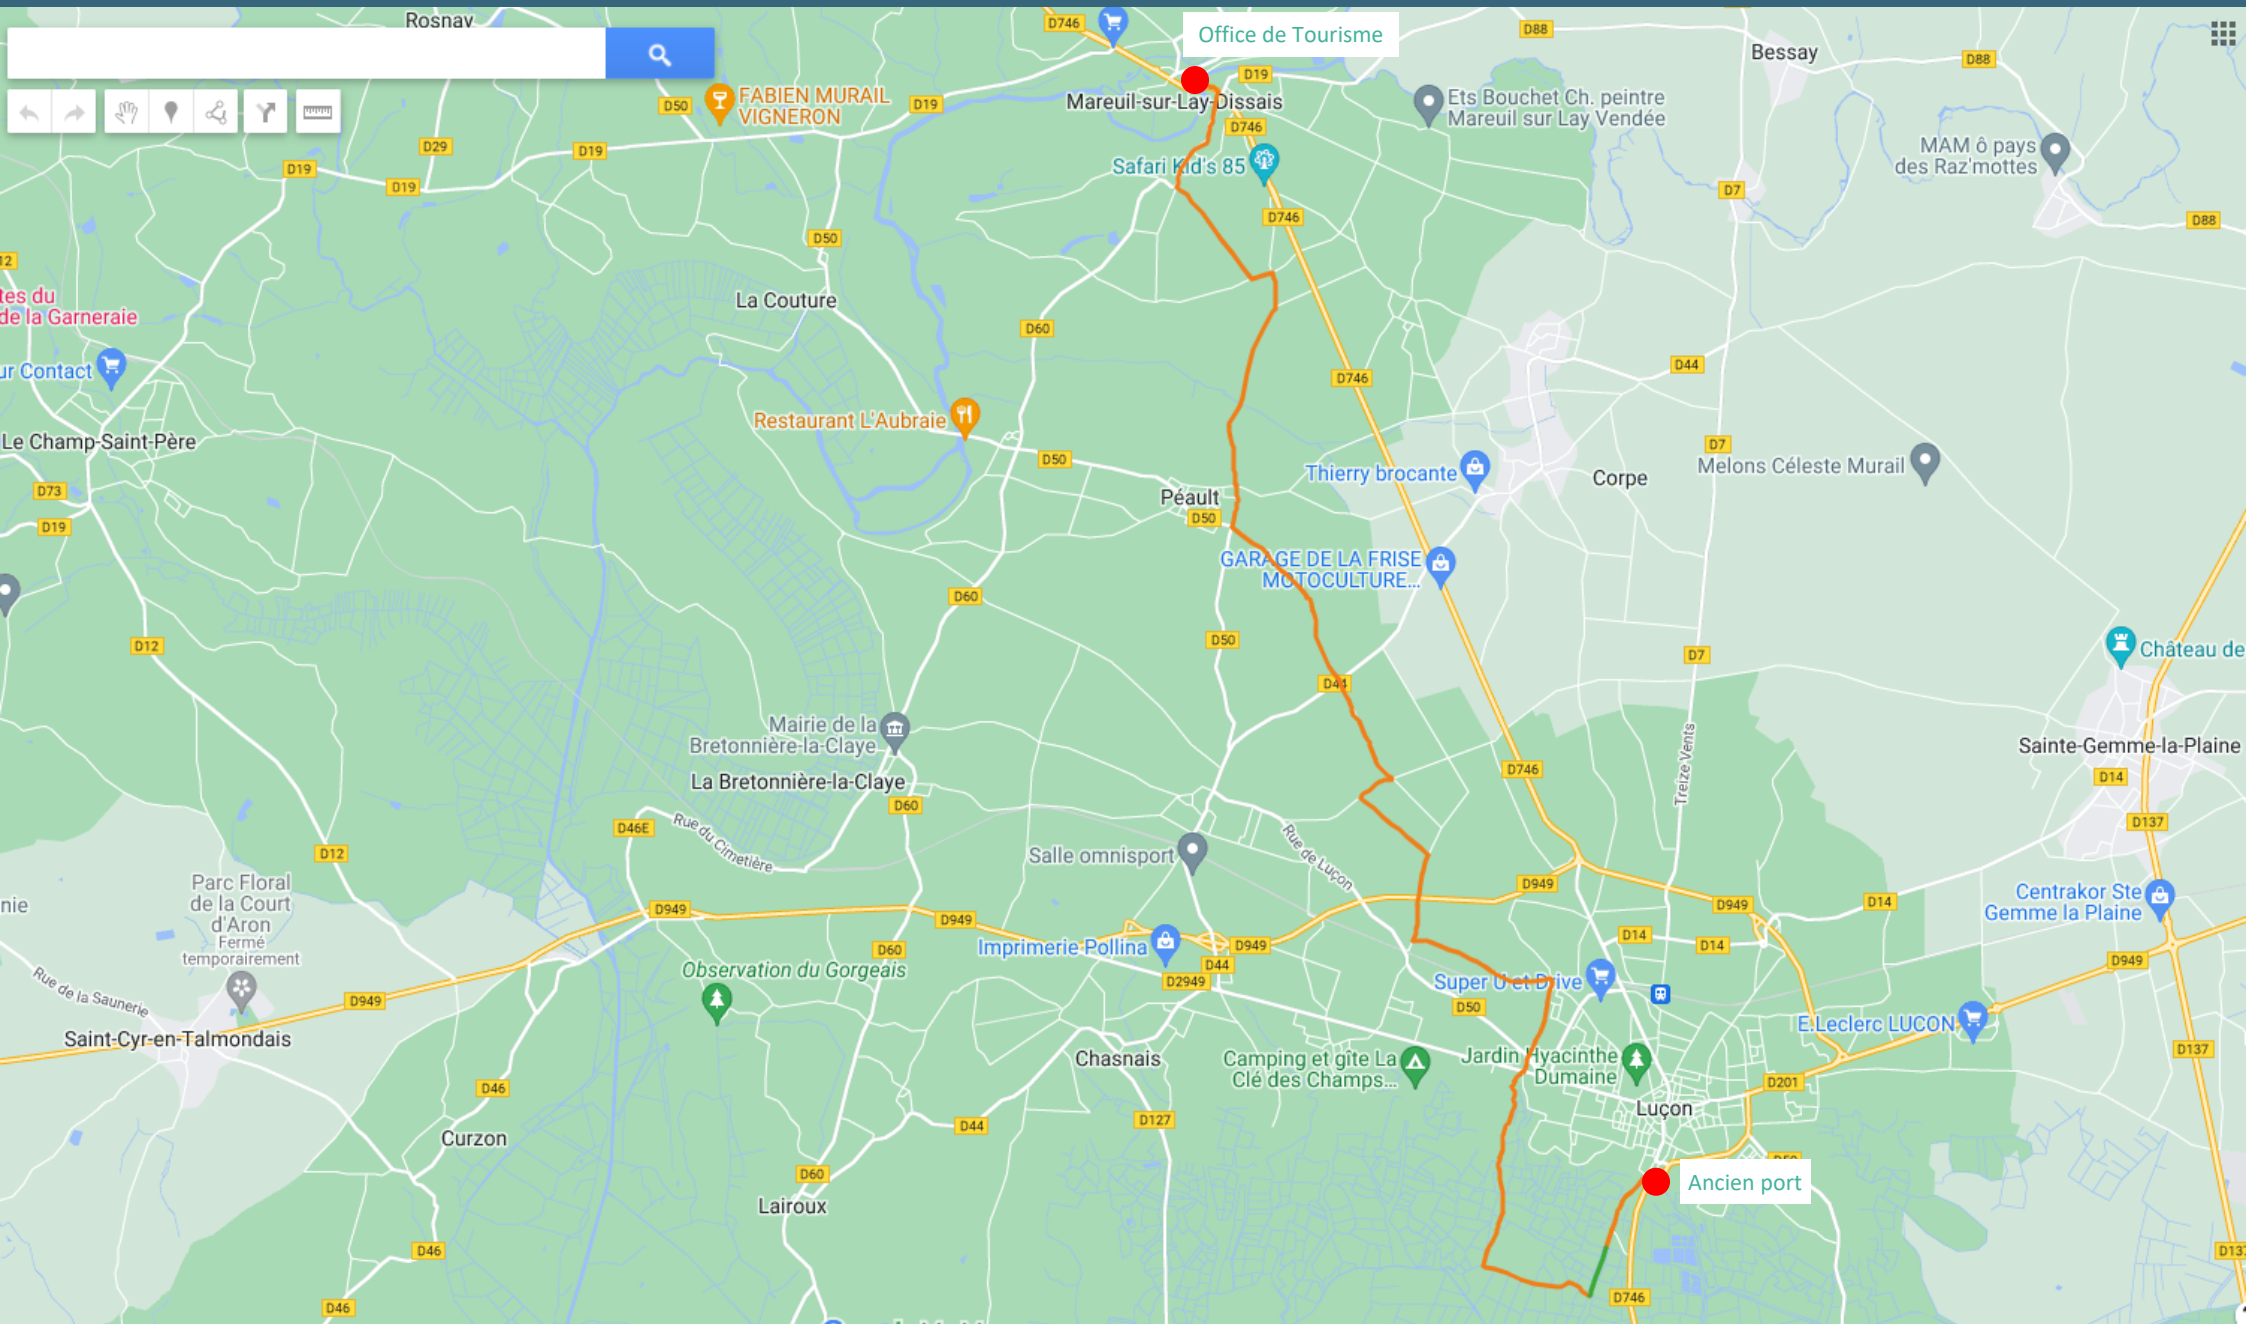 Rosnay
D746
Office de Tourisme
D88
Bessay
D88
D19
FABIEN MURAIL
VIGNERON
D50
D19
Mareuil-sur-Lay-Dissais
Ets Bouchet Ch. peintre
Mareuil sur Lay Vendée
D746
D29
D19
MAM ô pays
des Raz'mottes
Safari Kid's 85
D19
D19
D7
D746
D88
D50
12
tes du
de la Garneraie
La Couture
D60
ur Contact
D44
D746
Restaurant L'Aubraie
Le Champ-Saint-Père
D50
D7
Melons Céleste Murail
Thierry brocante
Corpe
D73
Péault
D50
D19
GARAGE DE LA FRISE
MOTOCULTURE...
D60
D50
D12
D7
Château de
D44
Mairie de la
Bretonnière-la-Claye
Treize Vents
Sainte-Gemme-la-Plaine
D746
D14
La Bretonnière-la-Claye
D60
D46E
Rue du Cimetière
D137
Rue de Luçon
D12
Salle omnisport
Parc Floral
de la Court
d'Aron
Fermé
temporairement
D949
Centrakor Ste
Gemme la Plaine
nie
D949
D949
D14
D949
D14
D14
Imprimerie Pollina
D949
D60
D949
D44
Observation du Gorgeais
D2949
Super U et Drive
Rue de la Saunerie
D949
D50
E.Leclerc LUCON
Saint-Cyr-en-Talmondais
Chasnais
Camping et gîte La
Clé des Champs...
Jardin Hyacinthe
Dumaine
D137
D46
D201
Luçon
D44
D127
Curzon
D50
D60
Ancien port
Lairoux
D46
D137
D746
D46